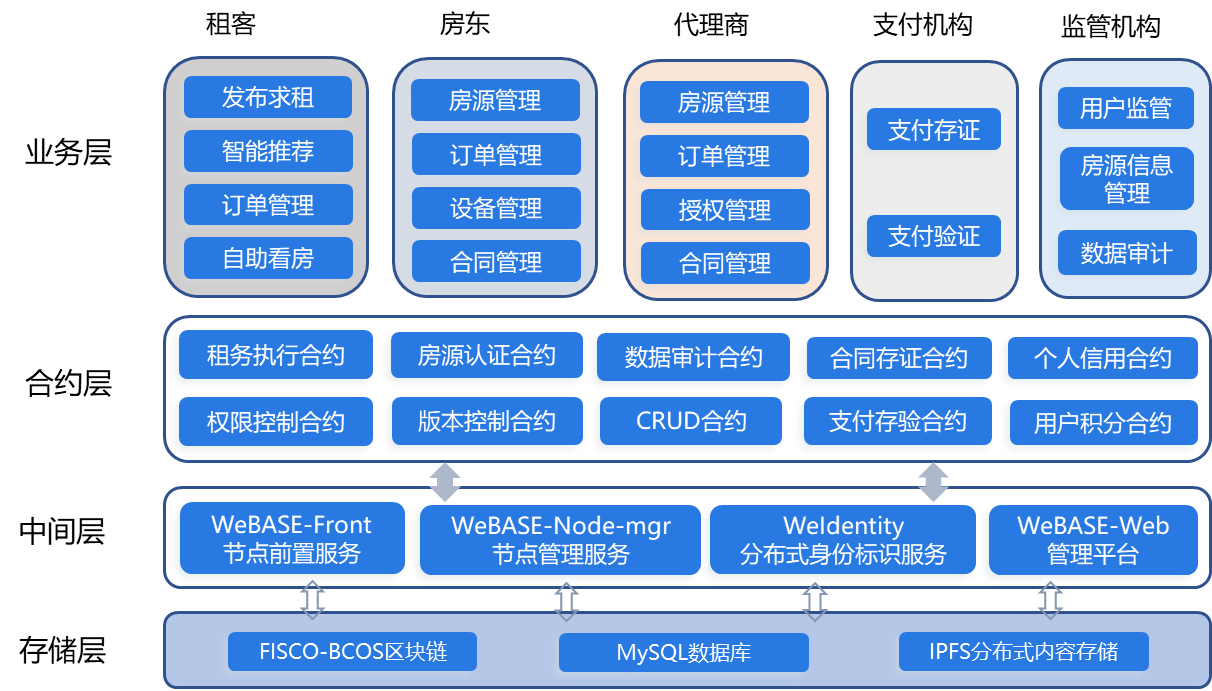 租客
房东
代理商
支付机构
监管机构
业务层
发布求租
智能推荐
订单管理
自助看房
房源管理
订单管理
设备管理
合同管理
房源管理
订单管理
授权管理
合同管理
支付存证
支付验证
用户监管
房源信息
管理
数据审计
合约层
租务执行合约
房源认证合约
数据审计合约
合同存证合约
个人信用合约
权限控制合约
版本控制合约
CRUD合约
支付存验合约
用户积分合约
中间层
WeBASE-Front
节点前置服务
WeBASE-Node-mgr
节点管理服务
WeIdentity
分布式身份标识服务
WeBASE-Web
管理平台
存储层
FISCO-BCOS区块链
MySQL数据库
IPFS分布式内容存储